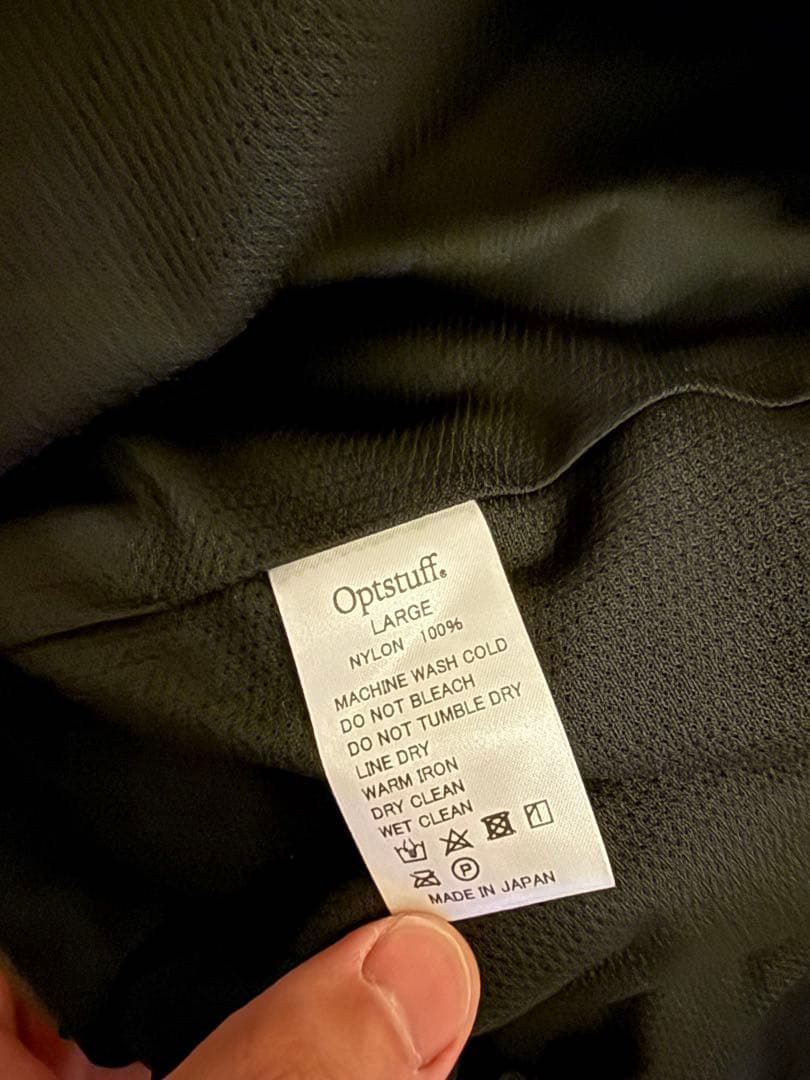 Optstuff®
LARGE
NYLON 100%
MACHINE WASH COLD
DO NOT BLEACH
DO NOT TUMBLE DRY
LINE DRY
WARM IRON
DRY CLEAN
WET CLEAN
P
MADE IN JAPAN